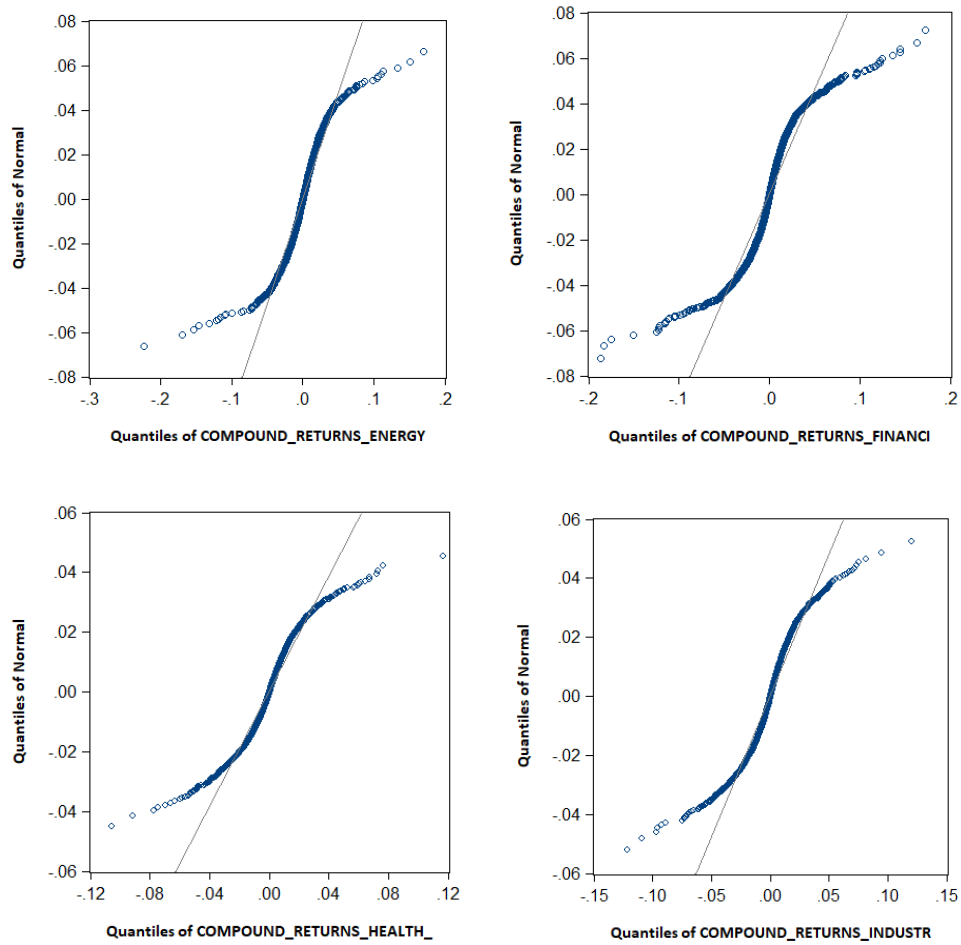 .08
.06
.04
.02
.00
-.02
-.04
-.06
-.08
Quantiles of Normal
-.3 -.2 -.1 .0 .1 .2
Quantiles of COMPOUND_RETURNS_ENERGY
.08
.06
.04
.02
.00
-.02
-.04
-.06
-.08
Quantiles of Normal
-.2 -.1 .0 .1 .2
Quantiles of COMPOUND_RETURNS_FINANCI
.06
.04
.02
.00
-.02
-.04
-.06
Quantiles of Normal
-.12 -.08 -.04 .00 .04 .08 .12
Quantiles of COMPOUND_RETURNS_HEALTH_
.06
.04
.02
.00
-.02
-.04
-.06
Quantiles of Normal
-.15 -.10 -.05 .00 .05 .10 .15
Quantiles of COMPOUND_RETURNS_INDUSTR